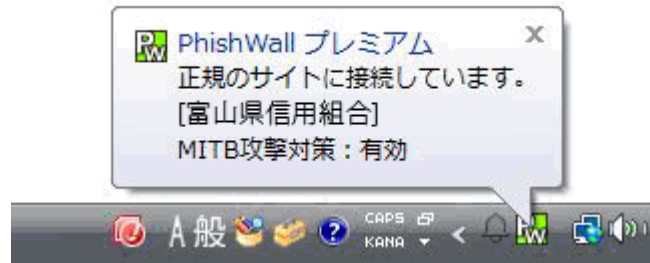 PW PhishWall プレミアム
正規のサイトに接続しています。
[富山県信用組合]
MITB攻撃対策：有効
A 般 ? CAPS KANA PW